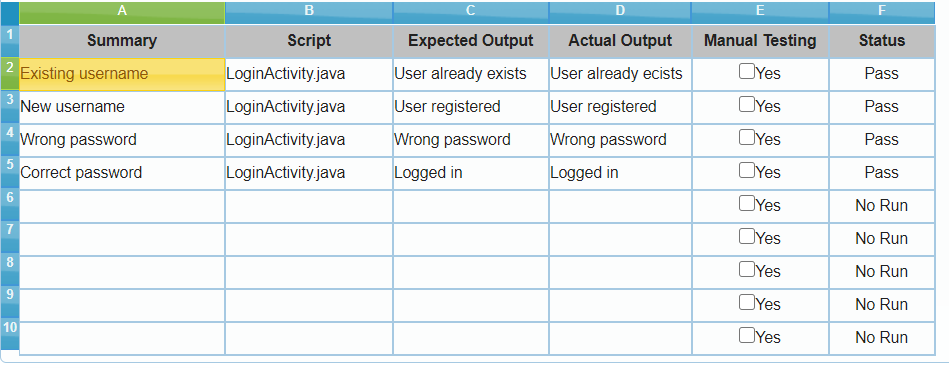 A B C D E F
1 Summary Script Expected Output Actual Output Manual Testing Status
2 Existing username LoginActivity.java User already exists User already ecists Yes Pass
3 New username LoginActivity.java User registered User registered Yes Pass
4 Wrong password LoginActivity.java Wrong password Wrong password Yes Pass
5 Correct password LoginActivity.java Logged in Logged in Yes Pass
6 Yes No Run
7 Yes No Run
8 Yes No Run
9 Yes No Run
10 Yes No Run